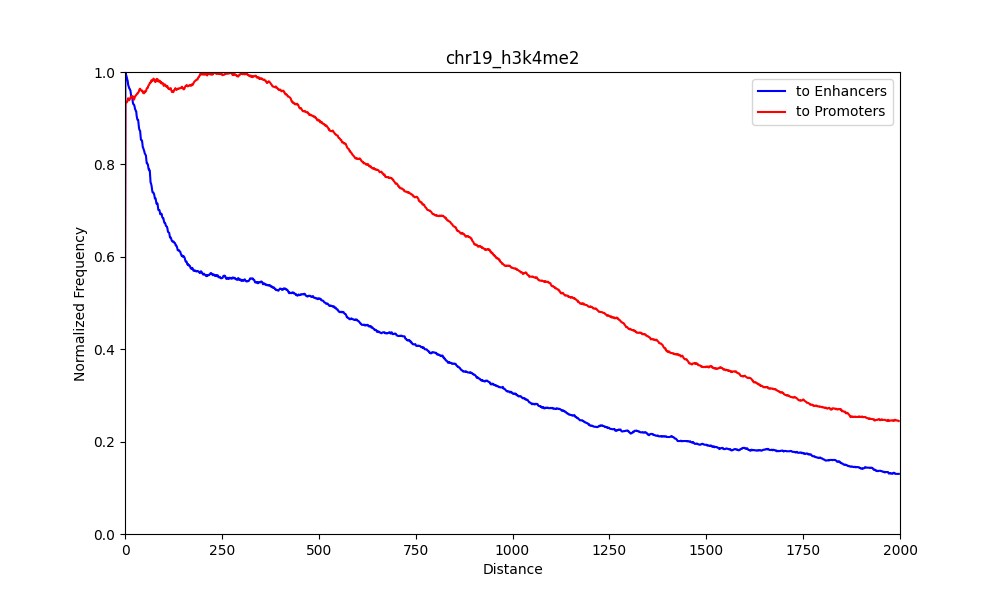 chr19_h3k4me2
to Enhancers
to Promoters
Normalized Frequency
1.0
0.8
0.6
0.4
0.2
0.0
0 250 500 750 1000 1250 1500 1750 2000
Distance